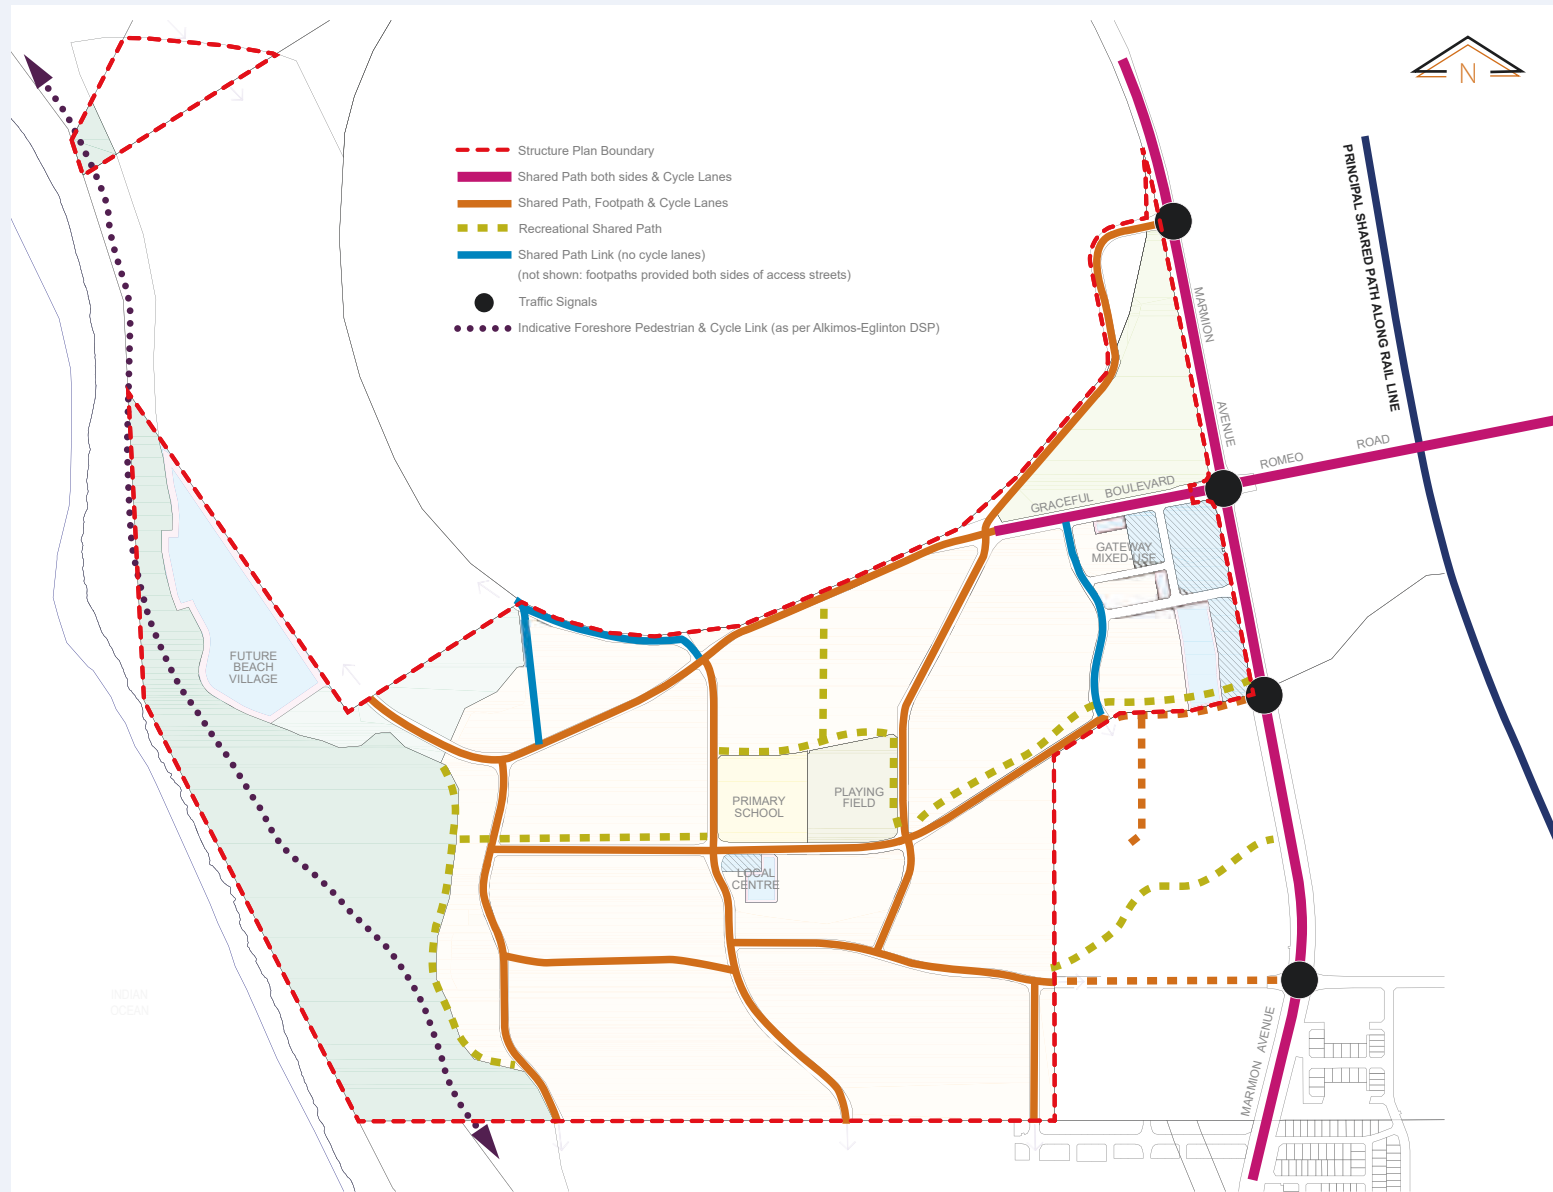 N
Structure Plan Boundary
Shared Path both sides & Cycle Lanes
Shared Path, Footpath & Cycle Lanes
Recreational Shared Path
Shared Path Link (no cycle lanes)
(not shown: footpaths provided both sides of access streets)
Traffic Signals
Indicative Foreshore Pedestrian & Cycle Link (as per Alkimos-Eglinton DSP)
PRINCIPAL SHARED PATH ALONG RAIL LINE
MARMION AVENUE
ROMEO ROAD
GRACEFUL BOULEVARD
GATEWAY
MIXED-USE
FUTURE
BEACH
VILLAGE
PRIMARY
SCHOOL
PLAYING
FIELD
LOCAL
CENTRE
INDIAN
OCEAN
MARMION AVENUE